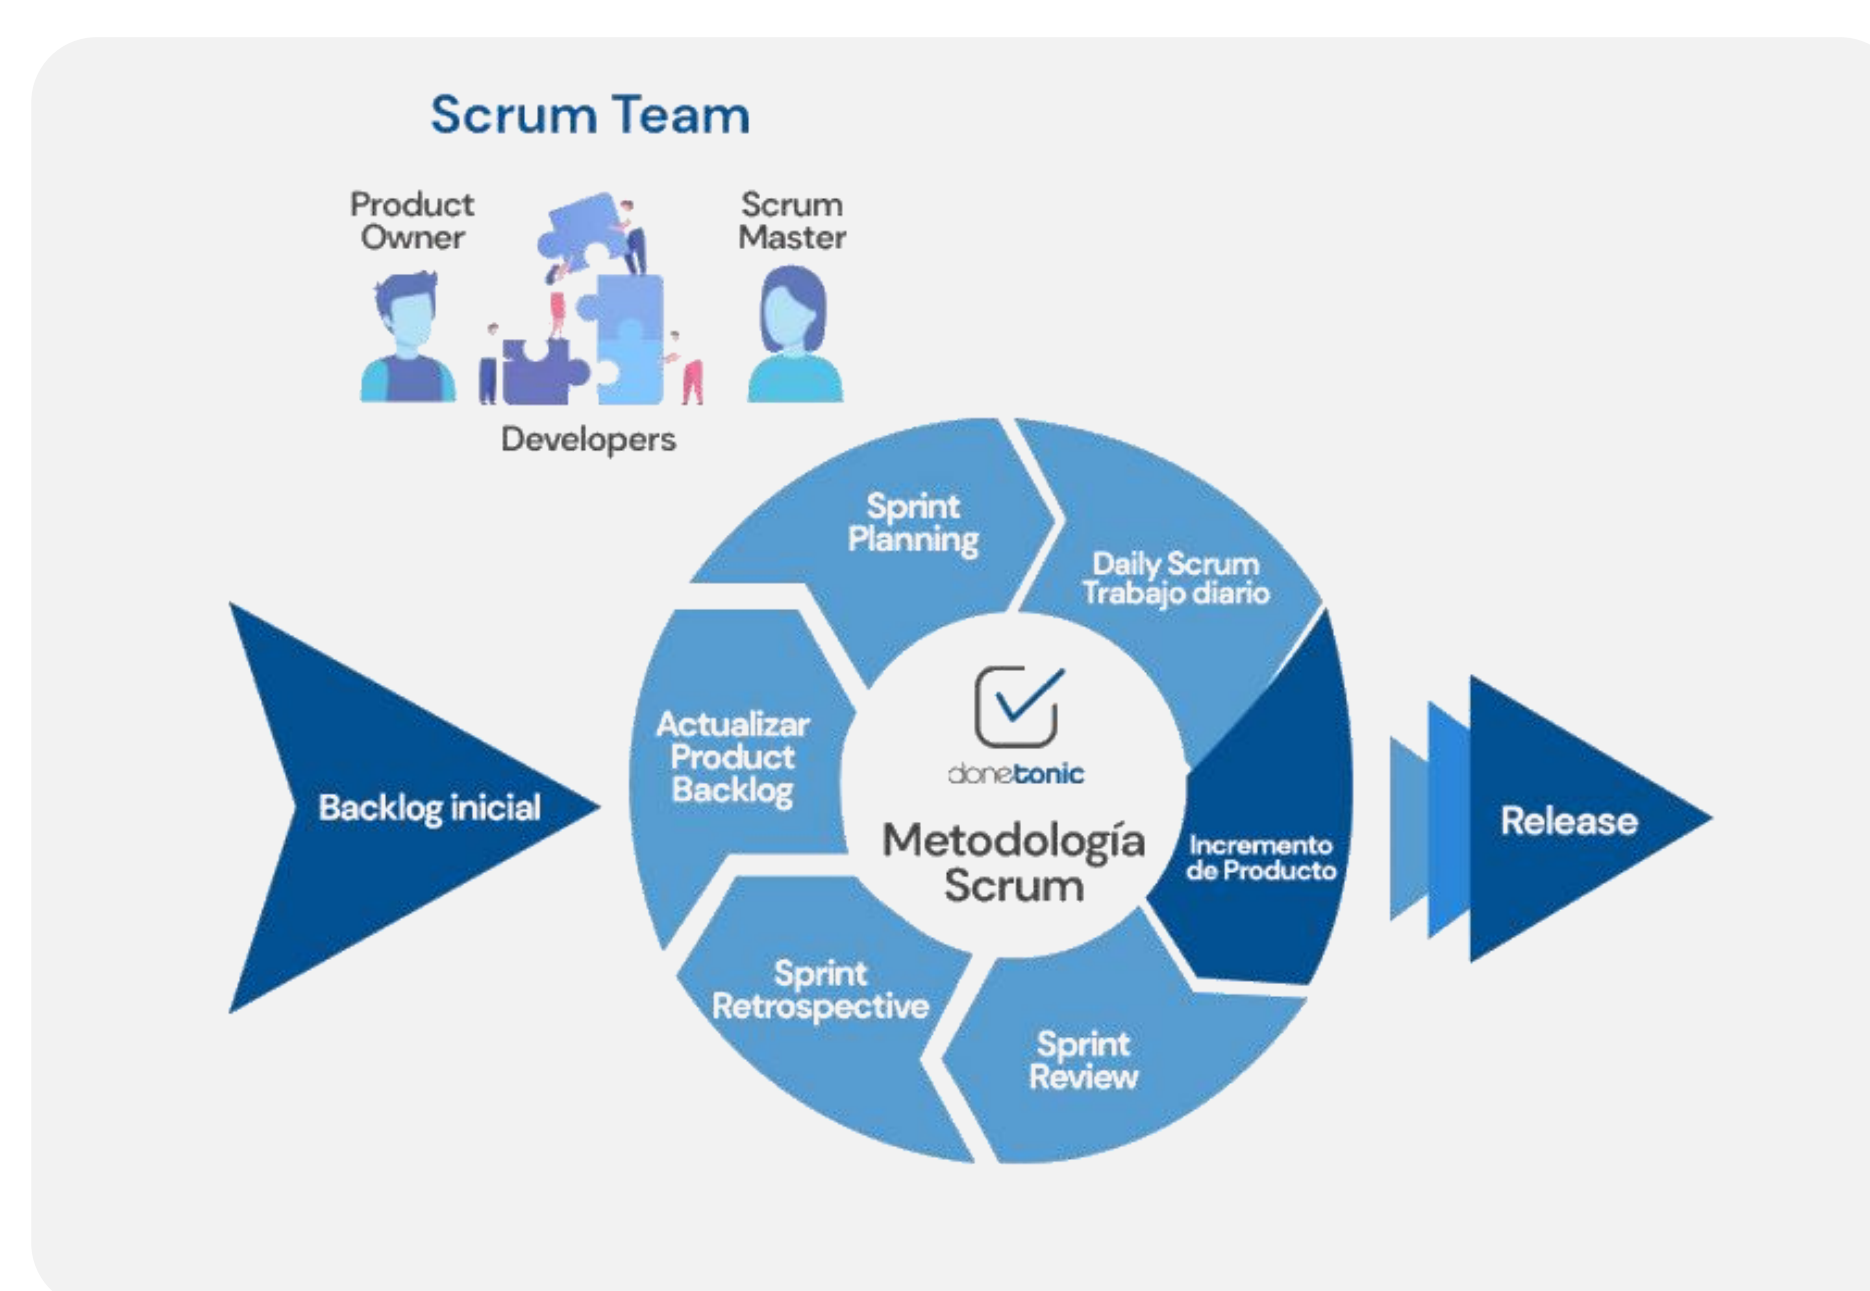 Scrum Team
Product
Owner
Scrum
Master
Developers
Sprint
Planning
Daily Scrum
Trabajo diario
Backlog inicial
Actualizar
Product
Backlog
donetonic
Metodología
Scrum
Incremento
de Producto
Release
Sprint
Retrospective
Sprint
Review